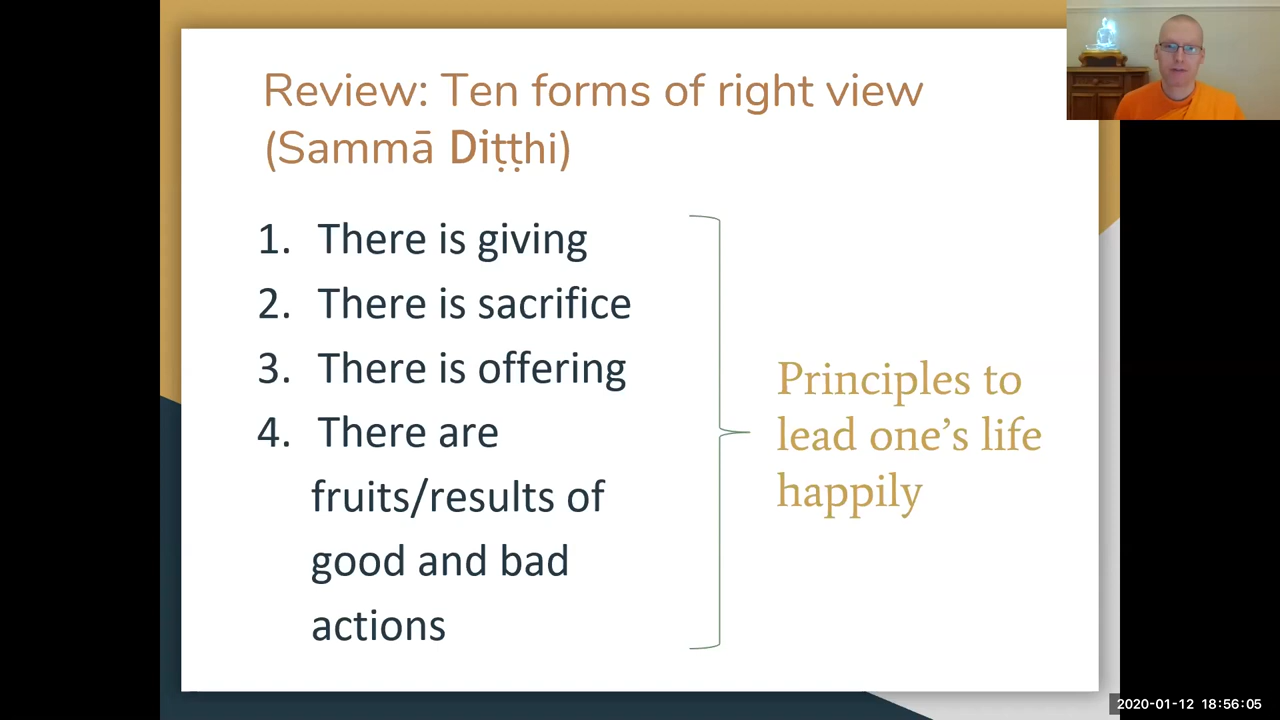 Review: Ten forms of right view
(Sammā Diṭṭhi)
1. There is giving
2. There is sacrifice
3. There is offering
4. There are
fruits/results of
good and bad
actions
Principles to
lead one’s life
happily
2020-01-12 18:56:05